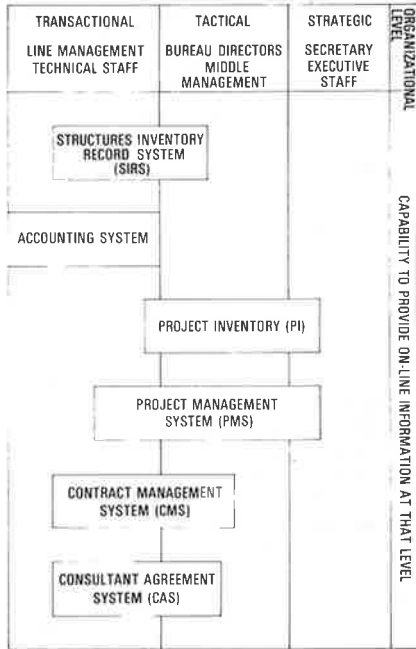 TRANSACTIONAL
LINE MANAGEMENT
TECHNICAL STAFF
TACTICAL
BUREAU DIRECTORS
MIDDLE
MANAGEMENT
STRATEGIC
SECRETARY
EXECUTIVE
STAFF
ORGANIZATIONAL
LEVEL
STRUCTURES INVENTORY
RECORD SYSTEM
(SIRS)
ACCOUNTING SYSTEM
PROJECT INVENTORY (PI)
PROJECT MANAGEMENT
SYSTEM (PMS)
CONTRACT MANAGEMENT
SYSTEM (CMS)
CONSULTANT AGREEMENT
SYSTEM (CAS)
CAPABILITY TO PROVIDE ON-LINE INFORMATION AT THAT LEVEL